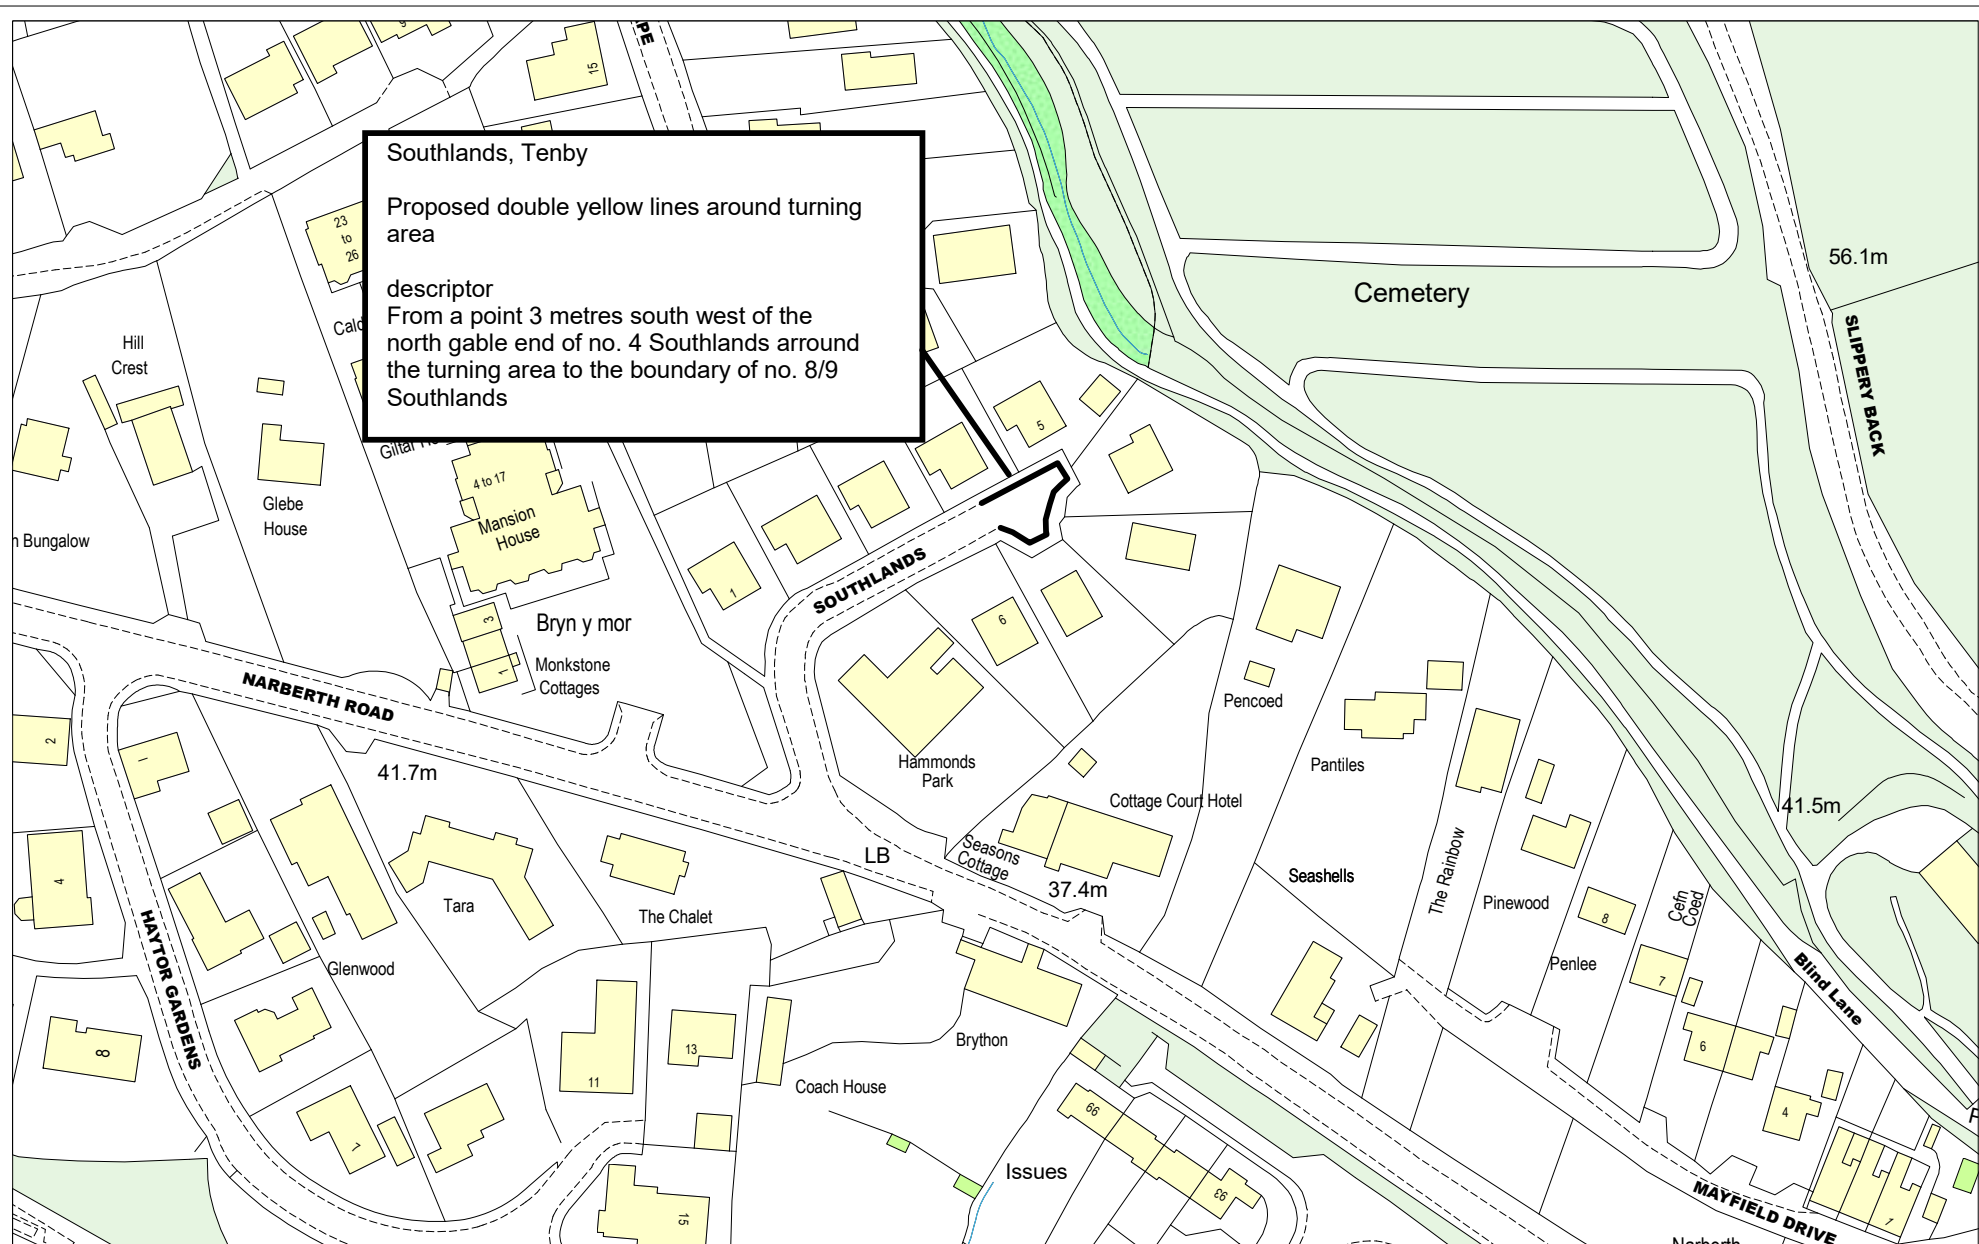 15
Southlands, Tenby
Proposed double yellow lines around turning
area
descriptor
From a point 3 metres south west of the
north gable end of no. 4 Southlands arround
the turning area to the boundary of no. 8/9
Southlands
23
to
26
56.1m
Cemetery
SLIPPERY BACK
Hill
Crest
5
4 to 17
Mansion
House
Glebe
House
Bungalow
SOUTHLANDS
1
6
3
Bryn y mor
Monkstone
Cottages
1
NARBERTH ROAD
Pencoed
2
1
41.7m
Hammonds
Park
Pantiles
Cottage Court Hotel
41.5m
LB
Seasons
Cottage
37.4m
Seashells
The Rainbow
Pinewood
Cefn
Coed
8
4
Tara
The Chalet
HAYTOR GARDENS
Glenwood
Penlee
7
Blind Lane
8
11
13
Brython
6
Coach House
4
66
1
Issues
93
15
MAYFIELD DRIVE
1
Narberth